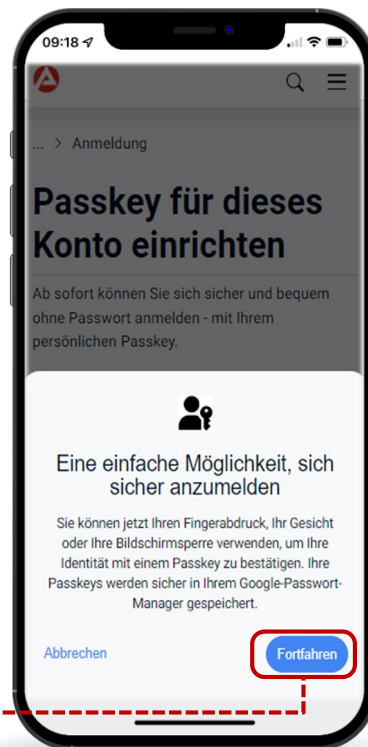 09:18
... > Anmeldung
Passkey für dieses
Konto einrichten
Ab sofort können Sie sich sicher und bequem
ohne Passwort anmelden - mit Ihrem
persönlichen Passkey.
Eine einfache Möglichkeit, sich
sicher anzumelden
Sie können jetzt Ihren Fingerabdruck, Ihr Gesicht
oder Ihre Bildschirmsperre verwenden, um Ihre
Identität mit einem Passkey zu bestätigen. Ihre
Passkeys werden sicher in Ihrem Google-Passwort-
Manager gespeichert.
Abbrechen Fortfahren